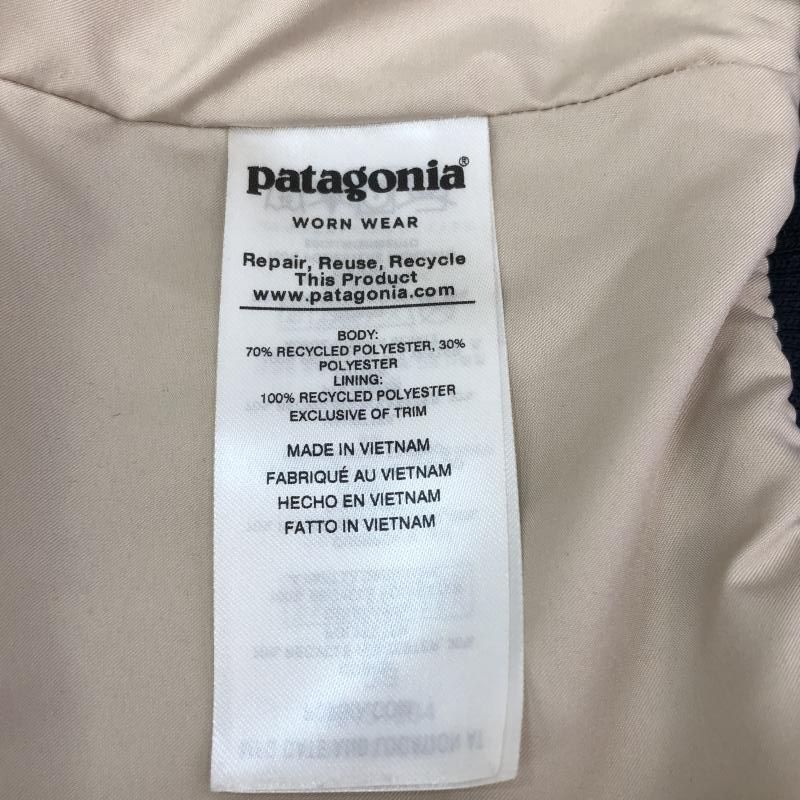 patagonia®
WORN WEAR
Repair, Reuse, Recycle
This Product
www.patagonia.com
BODY:
70% RECYCLED POLYESTER, 30%
POLYESTER
LINING:
100% RECYCLED POLYESTER
EXCLUSIVE OF TRIM
MADE IN VIETNAM
FABRIQUÉ AU VIETNAM
HECHO EN VIETNAM
FATTO IN VIETNAM